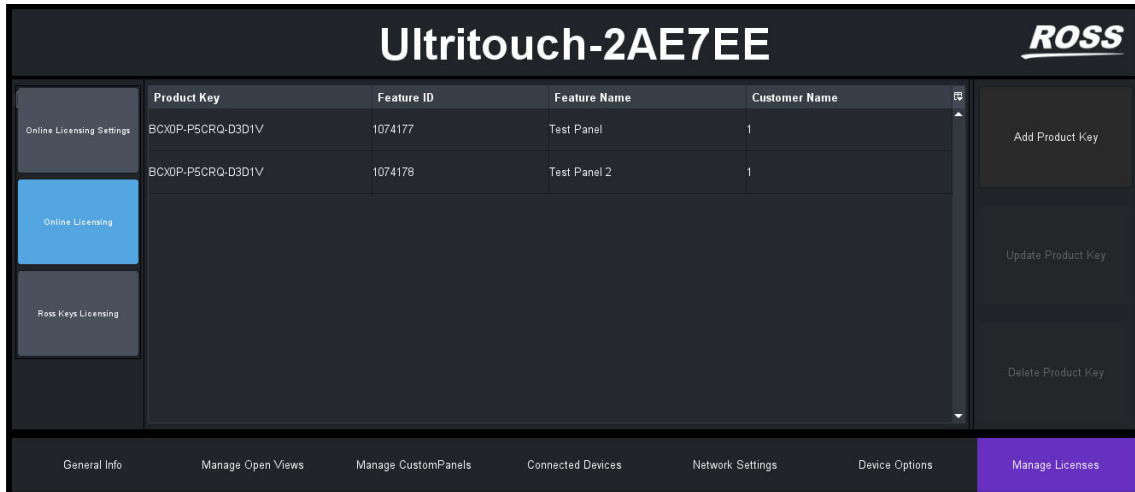 Ultritouch-2AE7EE
ROSS
Online Licensing Settings
Online Licensing
Ross Keys Licensing
Product Key Feature ID Feature Name Customer Name
BCX0P-P5CRQ-D3D1V 1074177 Test Panel 1
BCX0P-P5CRQ-D3D1V 1074178 Test Panel 2 1
Add Product Key
Update Product Key
Delete Product Key
General Info Manage Open Views Manage CustomPanels Connected Devices Network Settings Device Options Manage Licenses